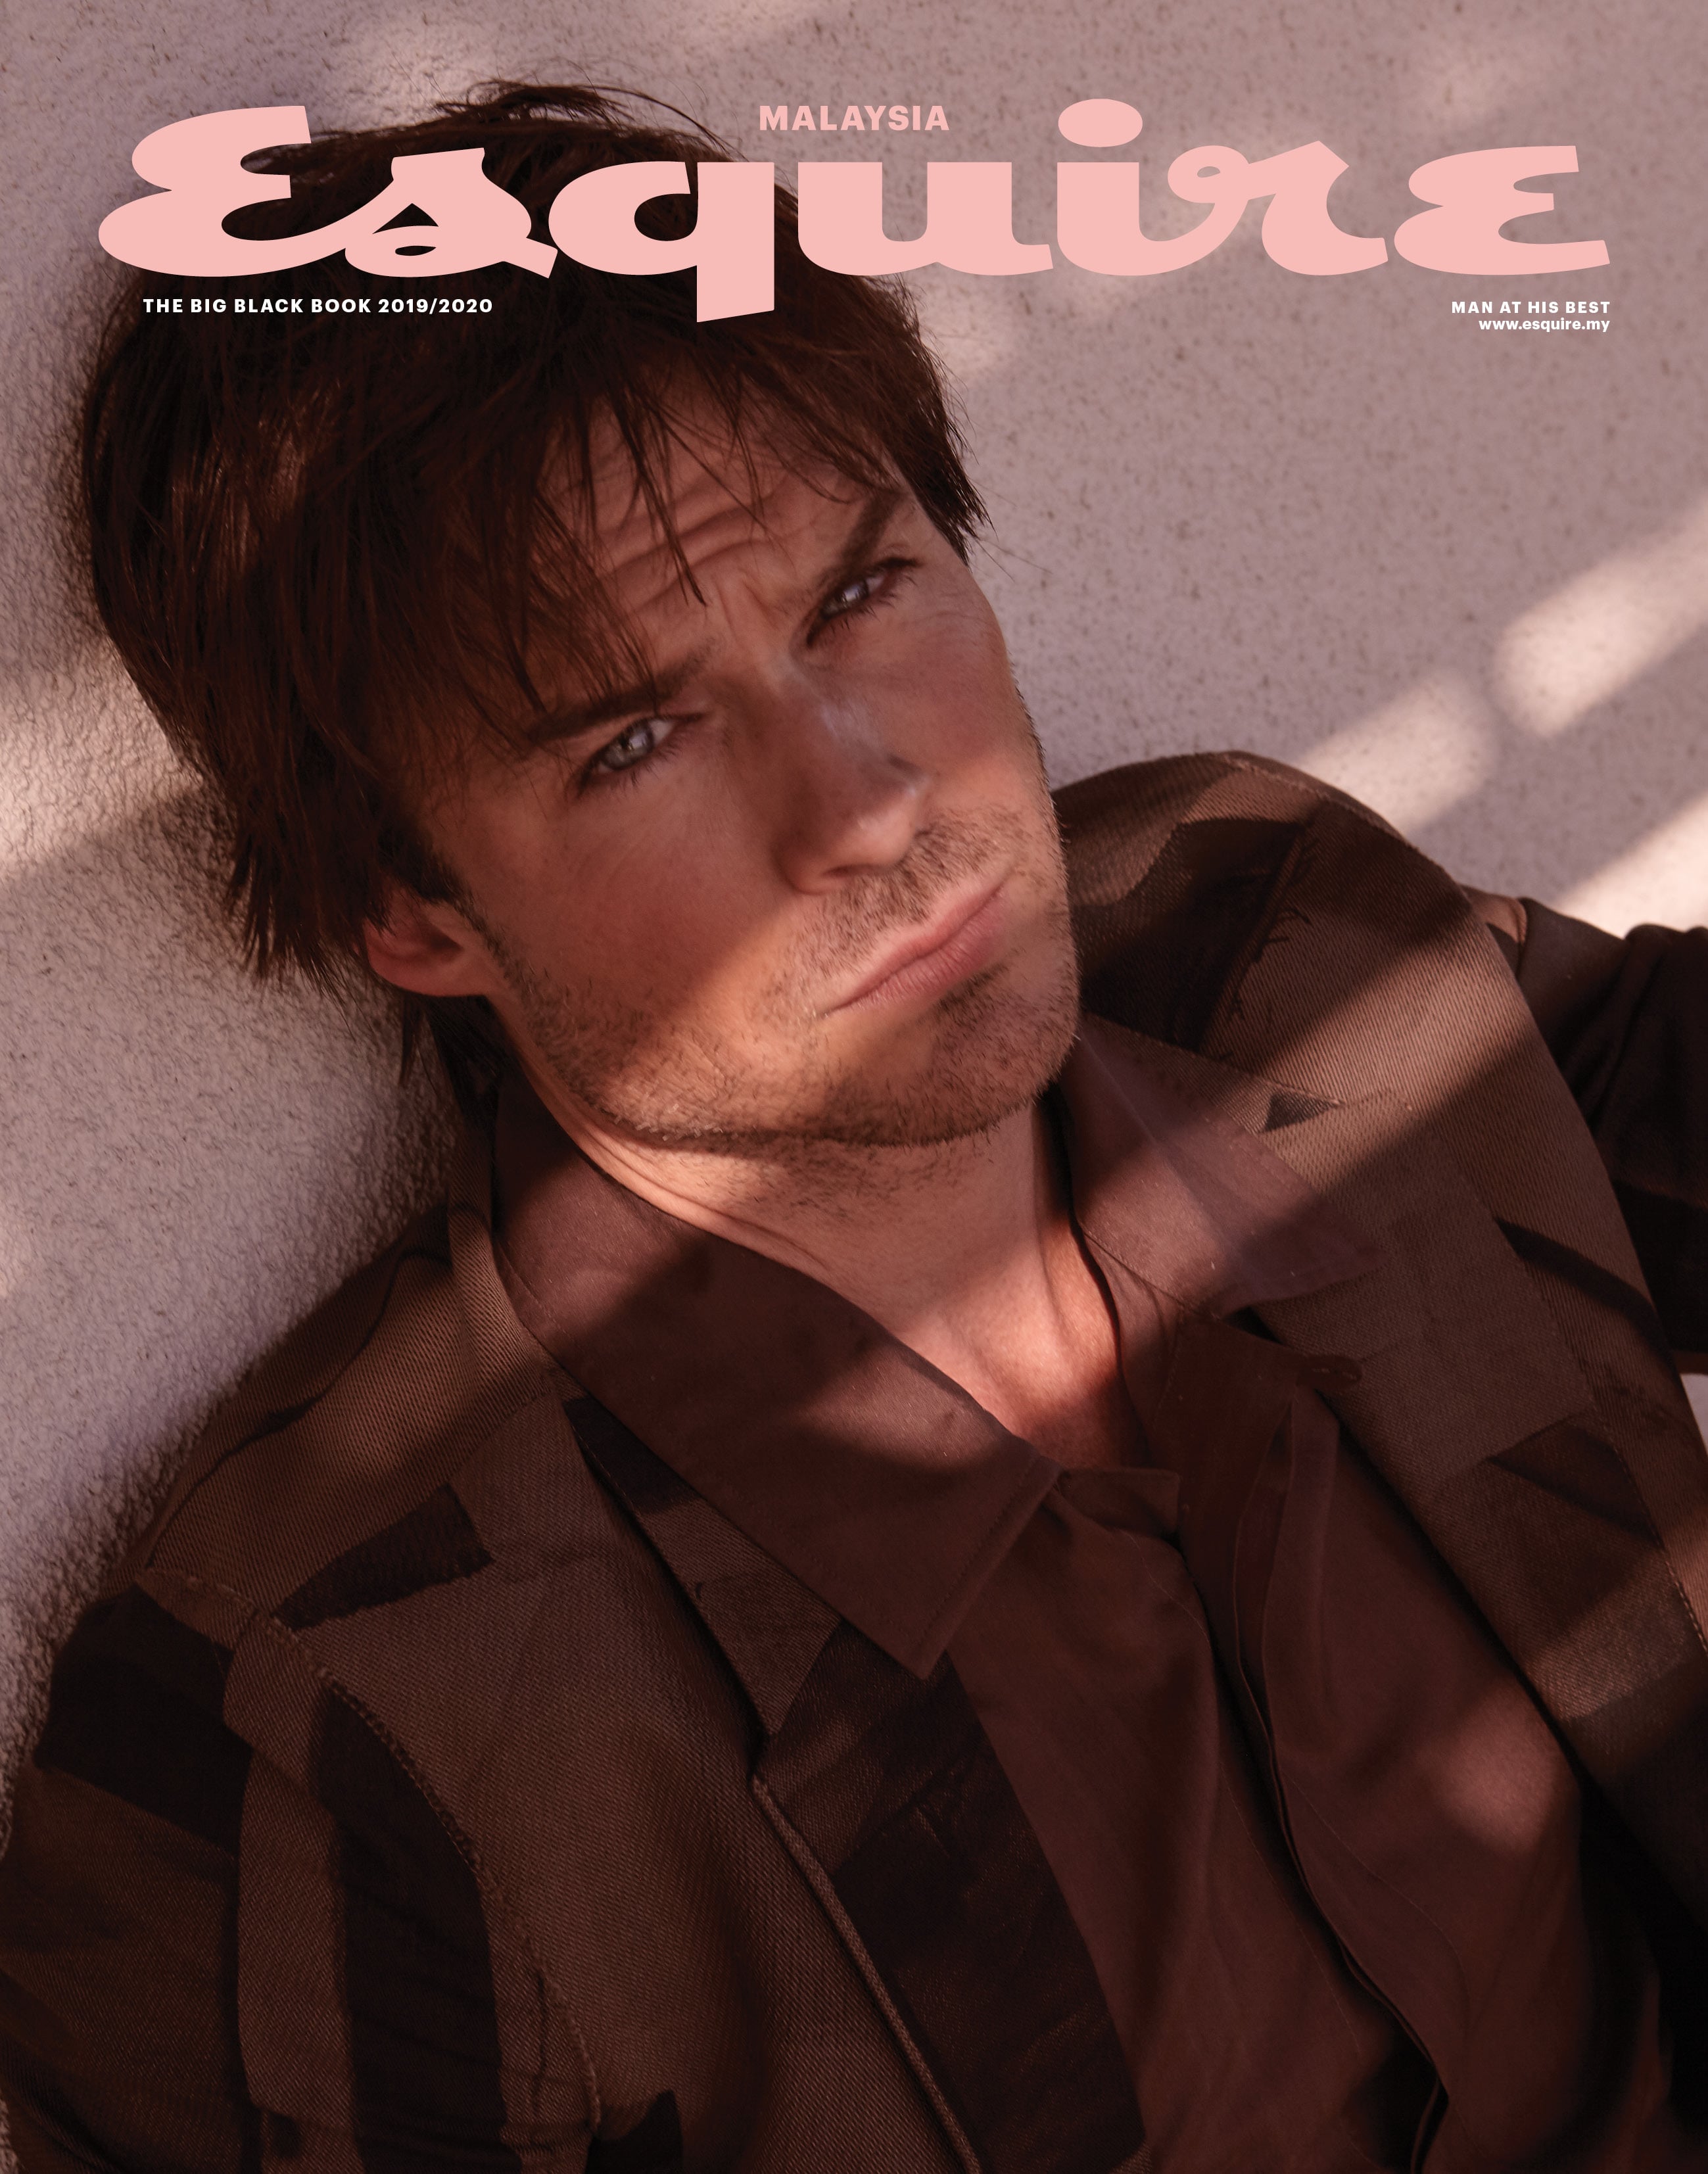 MALAYSIA
Esquire
THE BIG BLACK BOOK 2019/2020
MAN AT HIS BEST
www.esquire.my